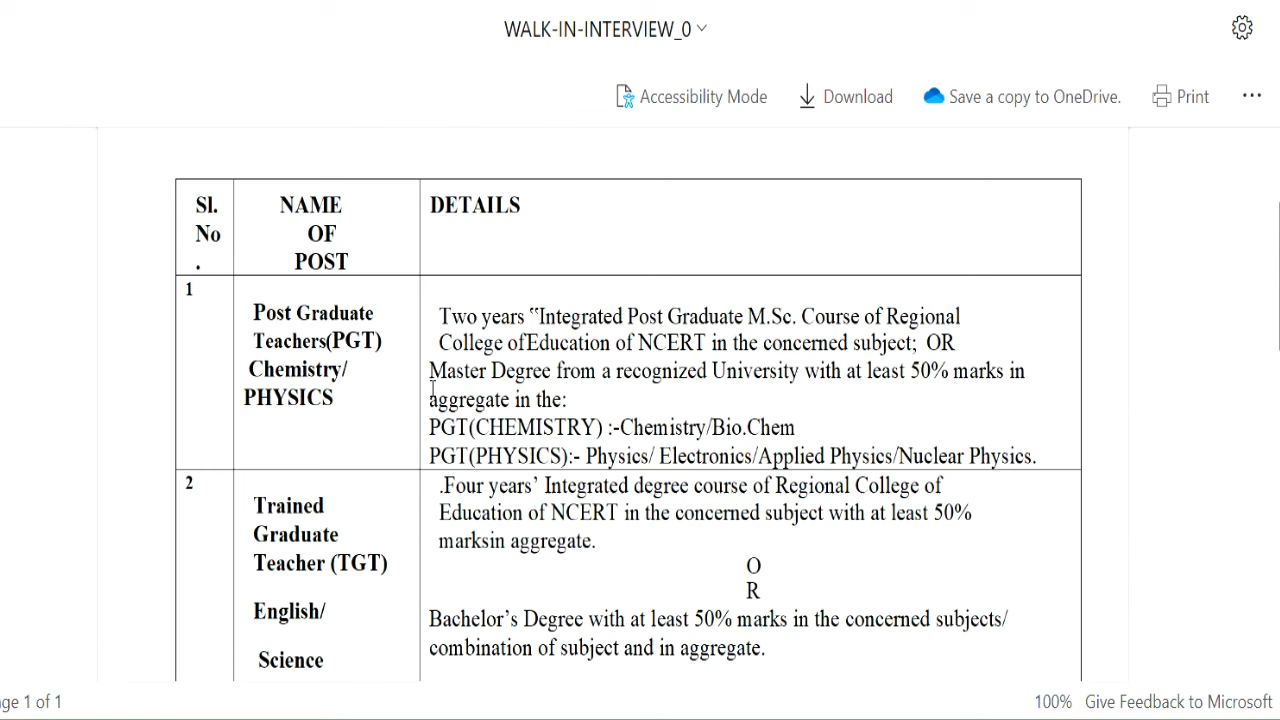 WALK-IN-INTERVIEW_0
Accessibility Mode
Download
Save a copy to OneDrive.
Print
Sl.
No
.
NAME
OF
POST
DETAILS
1
Post Graduate
Teachers(PGT)
Chemistry/
PHYSICS
Two years "Integrated Post Graduate M.Sc. Course of Regional
College ofEducation of NCERT in the concerned subject; OR
Master Degree from a recognized University with at least 50% marks in
aggregate in the:
PGT(CHEMISTRY) :-Chemistry/Bio.Chem
PGT(PHYSICS):- Physics/ Electronics/Applied Physics/Nuclear Physics.
2
Trained
Graduate
Teacher (TGT)
English/
Science
.Four years’ Integrated degree course of Regional College of
Education of NCERT in the concerned subject with at least 50%
marksin aggregate.
O
R
Bachelor’s Degree with at least 50% marks in the concerned subjects/
combination of subject and in aggregate.
ge 1 of 1
100%
Give Feedback to Microsoft